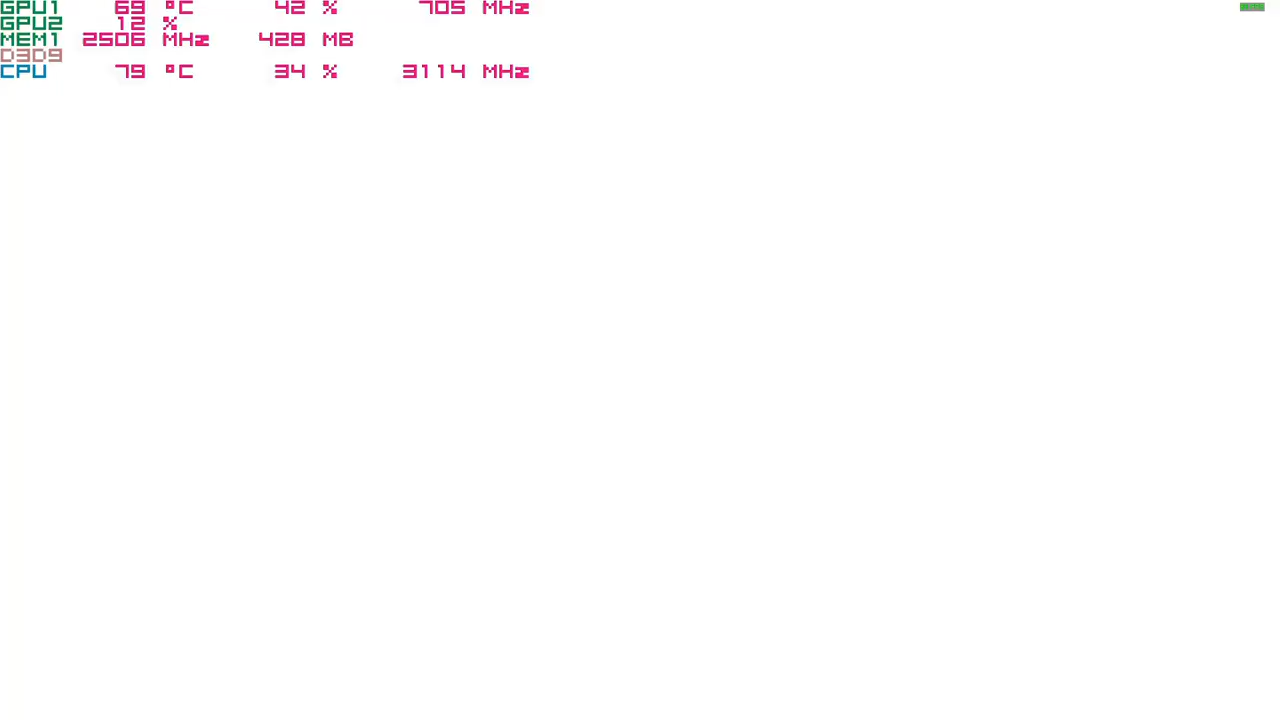 GPU1 69 °C 42 % 705 MHz
GPU2 12 %
MEM1 2506 MHz 428 MB
D3D9
CPU 79 °C 34 % 3114 MHz